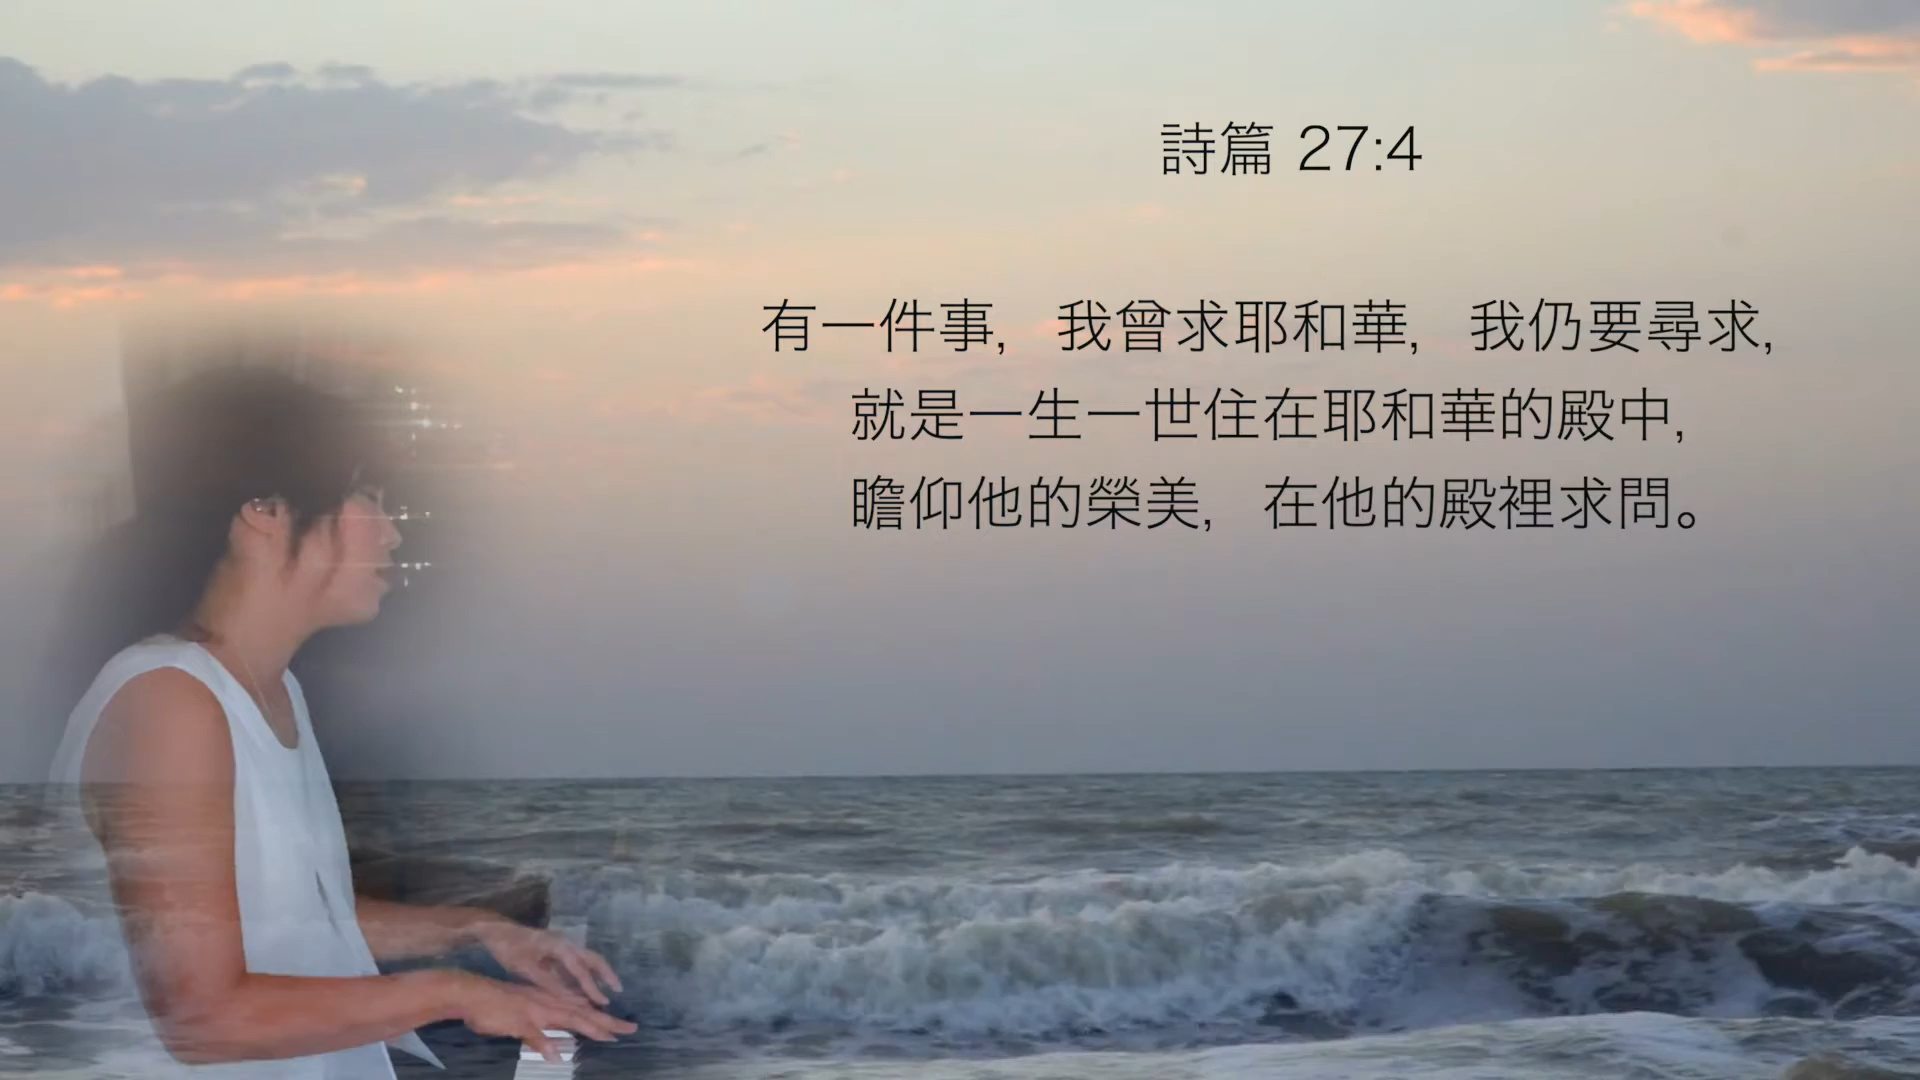 詩篇 27:4
有一件事, 我曾求耶和華, 我仍要尋求,
就是一生一世住在耶和華的殿中,
瞻仰他的榮美, 在他的殿裡求問。